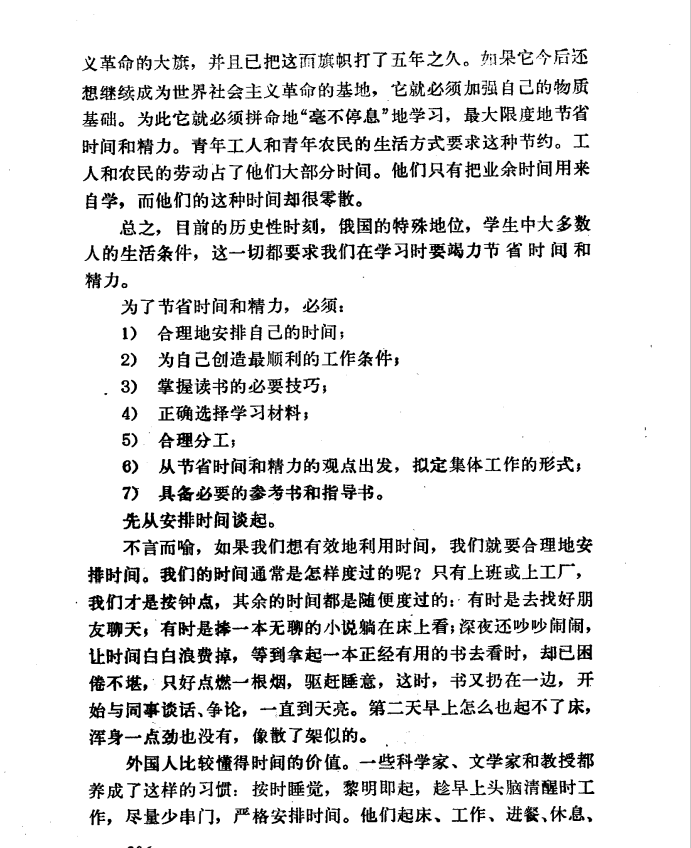 义革命的大旗，并且已把这面旗帜打了五年之久。如果它今后还
想继续成为世界社会主义革命的基地，它就必须加强自己的物质
基础。为此它就必须拼命地“毫不停息”地学习，最大限度地节省
时间和精力。青年工人和青年农民的生活方式要求这种节约。工
人和农民的劳动占了他们大部分时间。他们只有把业余时间用来
自学，而他们的这种时间却很零散。
总之，目前的历史性时刻，俄国的特殊地位，学生中大多数
人的生活条件，这一切都要求我们在学习时要竭力节省时间和
精力。
为了节省时间和精力，必须：
1） 合理地安排自己的时间；
2） 为自己创造最顺利的工作条件；
3） 掌握读书的必要技巧；
4） 正确选择学习材料；
5） 合理分工；
6） 从节省时间和精力的观点出发，拟定集体工作的形式；
7） 具备必要的参考书和指导书。
先从安排时间谈起。
不言而喻，如果我们想有效地利用时间，我们就要合理地安
排时间。我们的时间通常是怎样度过的呢？只有上班或上工厂，
我们才是按钟点，其余的时间都是随便度过的：有时是去找好朋
友聊天；有时是捧一本无聊的小说躺在床上看；深夜还吵吵闹闹，
让时间白白浪费掉，等到拿起一本正经有用的书去看时，却已困
倦不堪，只好点燃一根烟，驱赶睡意，这时，书又扔在一边，开
始与同事谈话、争论，一直到天亮。第二天早上怎么也起不了床，
浑身一点劲也没有，像散了架似的。
外国人比较懂得时间的价值。一些科学家、文学家和教授都
养成了这样的习惯：按时睡觉，黎明即起，趁早上头脑清醒时工
作，尽量少串门，严格安排时间。他们起床、工作、进餐、休息、